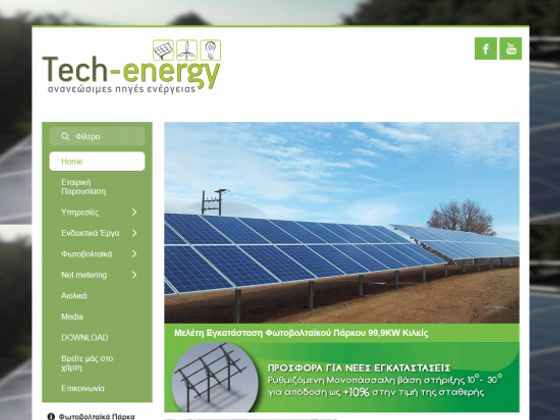 Tech-energy
ανανεώσιμες πηγές ενέργειας
f
You
Φίλτρο
Home
Εταιρική
Παρουσίαση
Υπηρεσίες
Ενδεικτικά Έργα
Φωτοβολταϊκά
Net metering
Αιολικά
Media
DOWNLOAD
Βρείτε μάς στο
χάρτη
Επικοινωνία
Φωτοβολταϊκά Πάρκα
Μελέτη Εγκατάσταση Φωτοβολταϊκού Πάρκου 99,9KW Κιλκίς
ΠΡΟΣΦΟΡΑ ΓΙΑ ΝΕΕΣ ΕΓΚΑΤΑΣΤΑΣΕΙΣ
Ρυθμιζόμενη Μονοπάσσαλη βάση στήριξης 10°- 30°
για απόδοση ως +10% στην τιμή της σταθερής